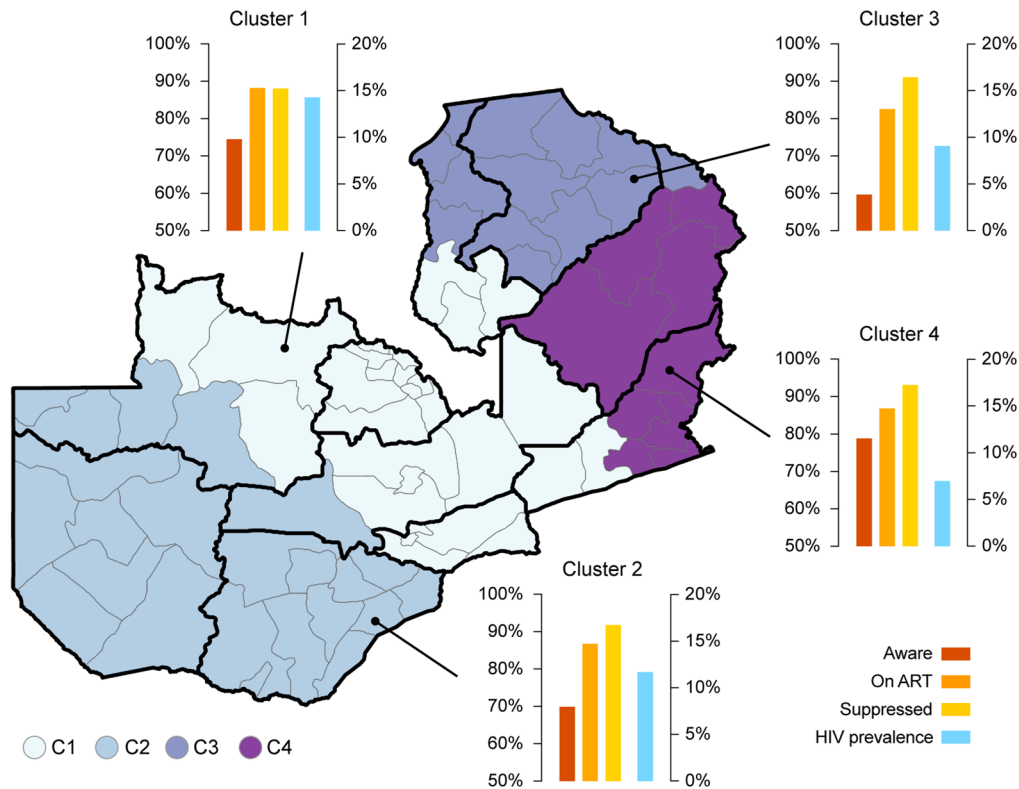 Cluster 1
100% 20%
90% 15%
80% 10%
70%
60% 5%
50% 0%
Cluster 3
100% 20%
90% 15%
80% 10%
70%
60% 5%
50% 0%
Cluster 4
100% 20%
90% 15%
80% 10%
70%
60% 5%
50% 0%
Cluster 2
100% 20%
90% 15%
80% 10%
70%
60% 5%
50% 0%
Aware
On ART
Suppressed
HIV prevalence
C1 C2 C3 C4